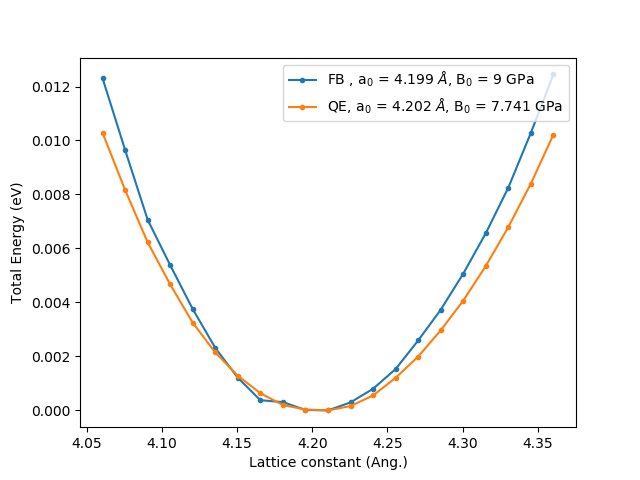 FB , a₀ = 4.199 Å, B₀ = 9 GPa
QE, a₀ = 4.202 Å, B₀ = 7.741 GPa
Total Energy (eV)
0.012
0.010
0.008
0.006
0.004
0.002
0.000
4.05 4.10 4.15 4.20 4.25 4.30 4.35
Lattice constant (Ang.)